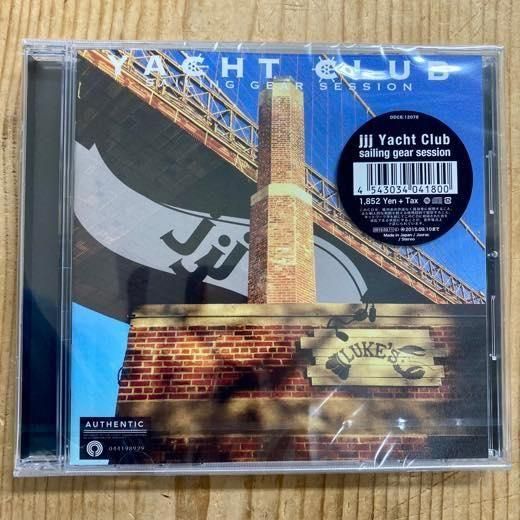 YACHT CLUB
SAILING GEAR SESSION
DDCB.12070
jjj Yacht Club
sailing gear session
4 543034 041800
1,852 Yen + Tax
Made in Japan
/ Stereo
jjj
LUKE'S
AUTHENTIC
044198929